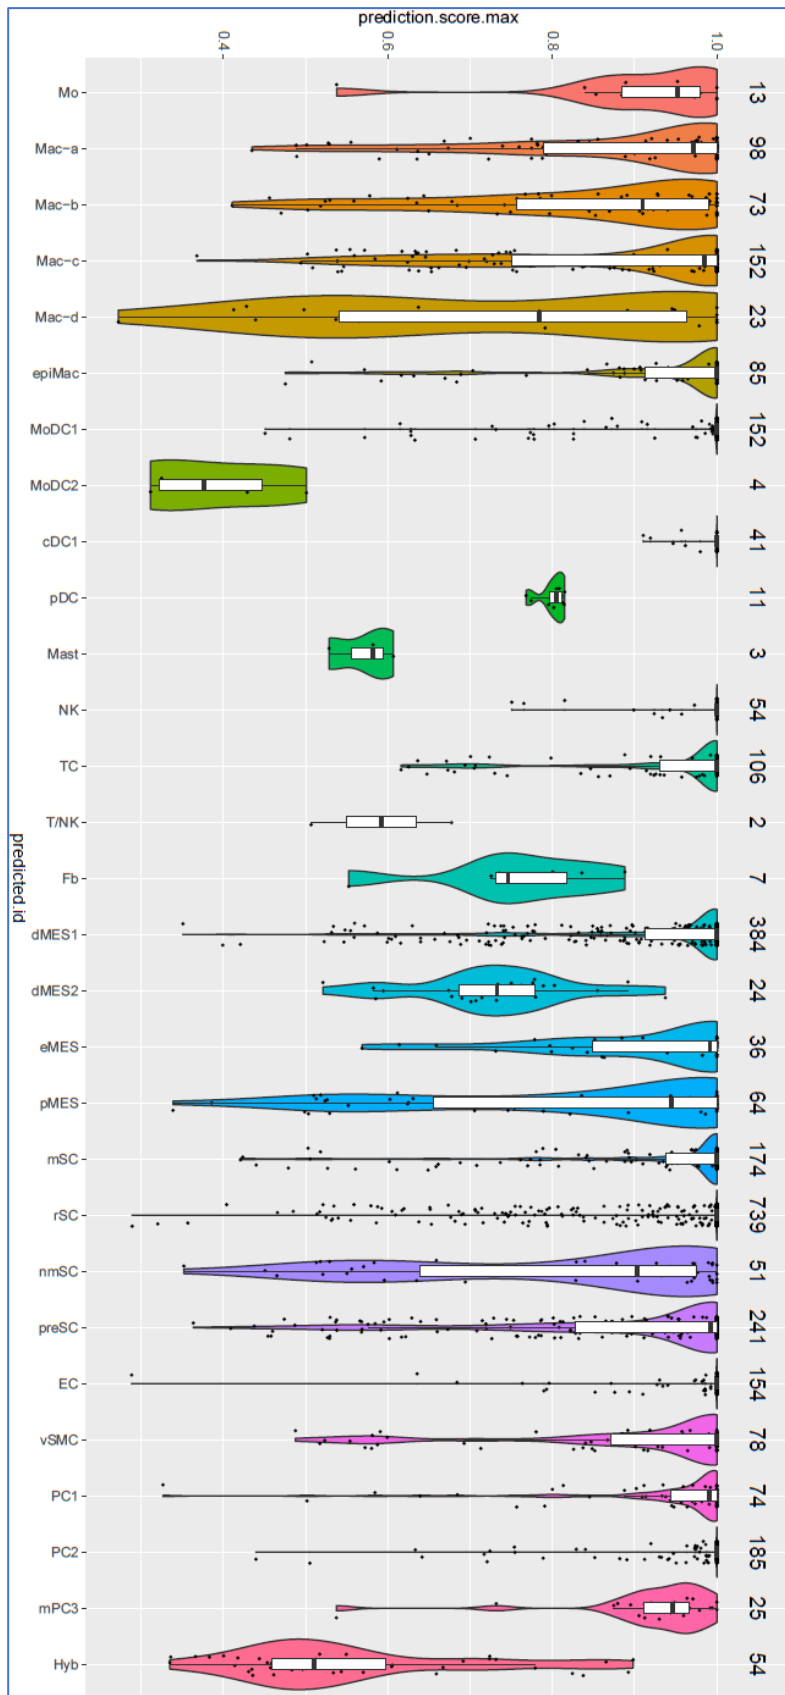 prediction.score.max
0.4 0.6 0.8 1.0
Mo 13
Mac-a 98
Mac-b 73
Mac-c 152
Mac-d 23
epiMac 85
MoDC1 152
MoDC2 4
cDC1 41
pDC 11
Mast 3
NK 54
TC 106
T/NK 2
Fb 7
dMES1 384
dMES2 24
eMES 36
pMES 64
mSC 174
rSC 739
nmSC 51
preSC 241
EC 154
vSMC 78
PC1 74
PC2 185
mPC3 25
Hyb 54
predicted.id